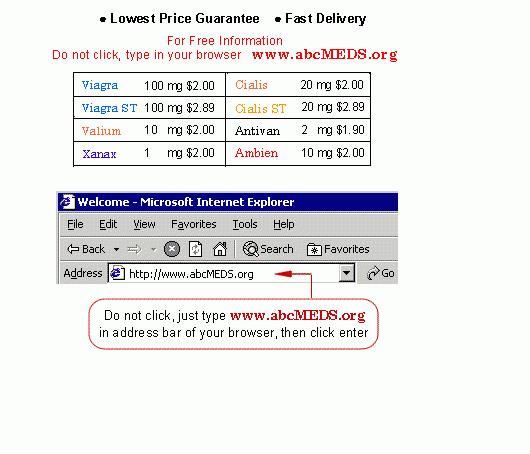 ● Lowest Price Guarantee ● Fast Delivery
For Free Information
Do not click, type in your browser www.abcMEDS.org
Viagra 100 mg $2.00 Cialis 20 mg $2.00
Viagra ST 100 mg $2.89 Cialis ST 20 mg $2.89
Valium 10 mg $2.00 Antivan 2 mg $1.90
Xanax 1 mg $2.00 Ambien 10 mg $2.00
Welcome - Microsoft Internet Explorer
File Edit View Favorites Tools Help
Back Search Favorites
Address http://www.abcMEDS.org Go
Do not click, just type www.abcMEDS.org
in address bar of your browser, then click enter